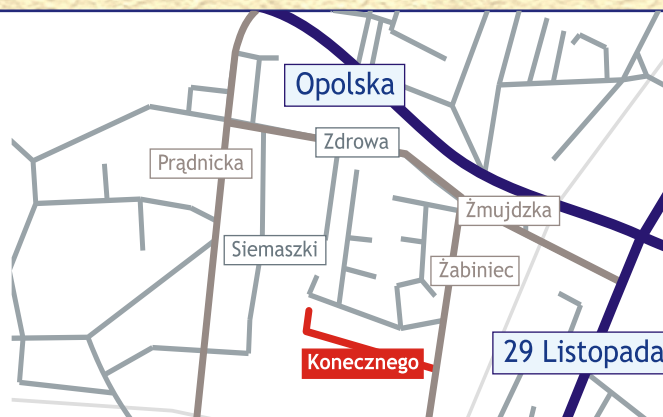 Opolska
Zdrowa
Prądnicka
Żmujdzka
Siemaszki
Żabiniec
29 Listopada
Konecznego